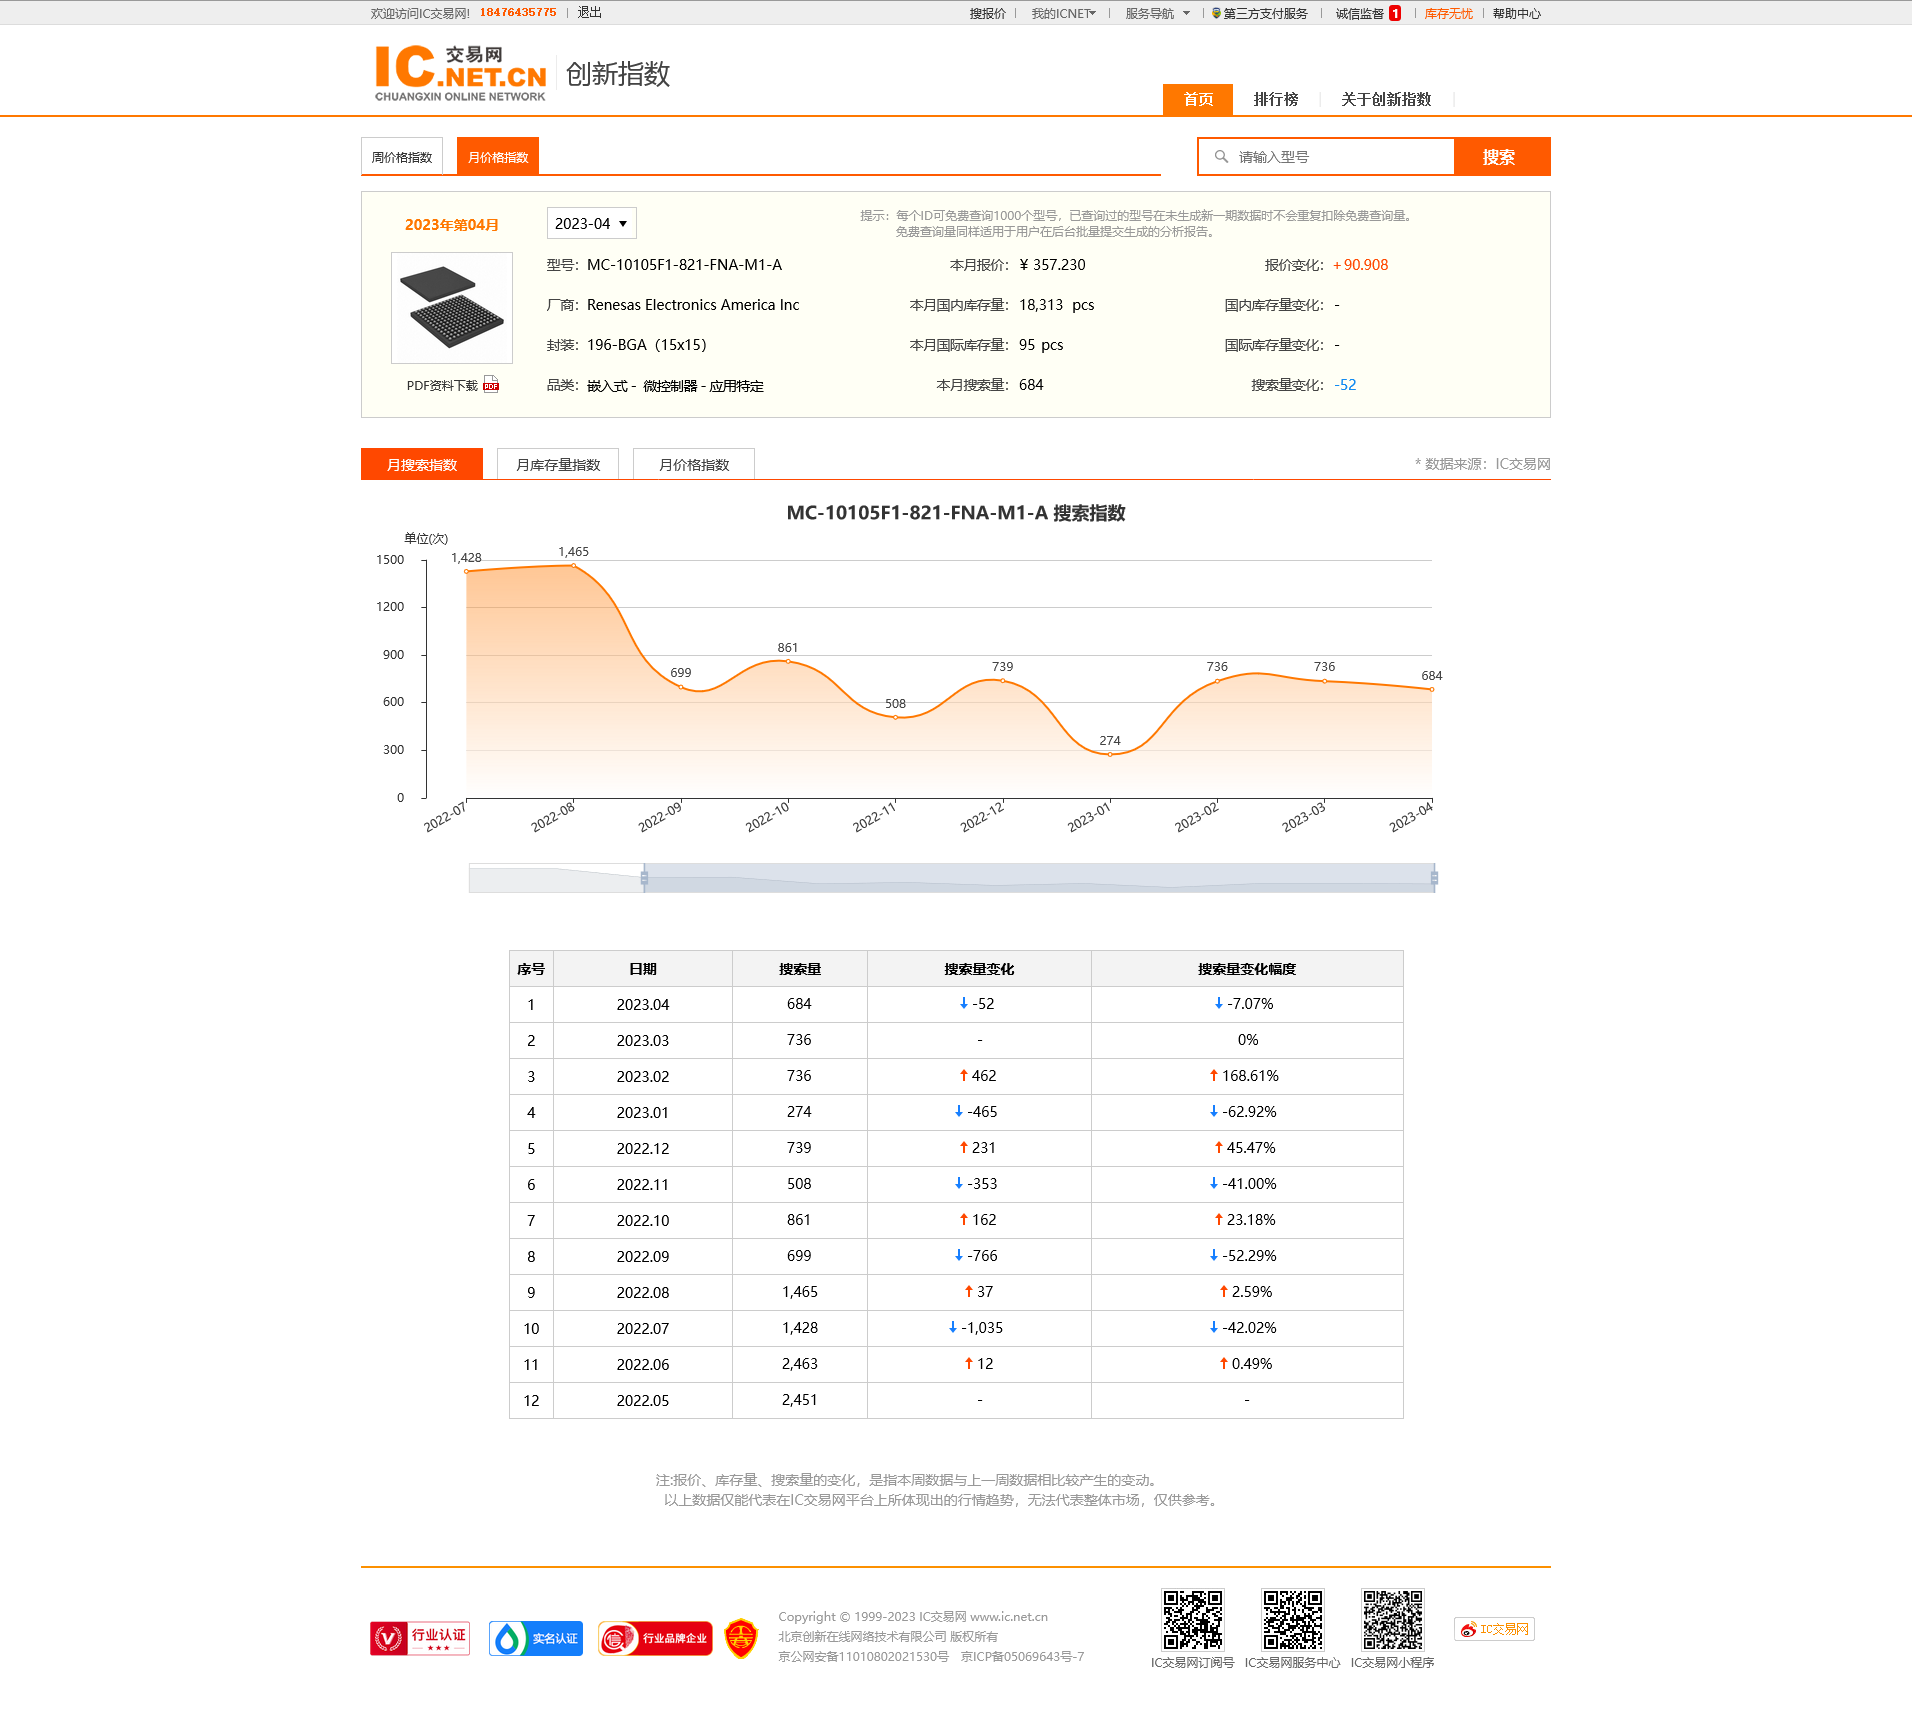 欢迎访问IC交易网! 18476435775 退出 搜报价 我的ICNET 服务导航 第三方支付服务 诚信监督 1 库存无忧 帮助中心
IC交易网
.NET.CN
CHUANGXIN ONLINE NETWORK
创新指数
首页 排行榜 关于创新指数
周价格指数 月价格指数 请输入型号 搜索
2023年第04月 2023-04
提示：每个ID可免费查询1000个型号，已查询过的型号在未生成新一期数据时不会重复扣除免费查询量。
免费查询量同样适用于用户在后台批量提交生成的分析报告。
型号：MC-10105F1-821-FNA-M1-A 本月报价：¥ 357.230 报价变化：+90.908
厂商：Renesas Electronics America Inc 本月国内库存量：18,313 pcs 国内库存量变化：-
封装：196-BGA（15x15） 本月国际库存量：95 pcs 国际库存量变化：-
PDF资料下载 PDF
品类：嵌入式 - 微控制器 - 应用特定 本月搜索量：684 搜索量变化：-52
月搜索指数 月库存量指数 月价格指数 * 数据来源：IC交易网
MC-10105F1-821-FNA-M1-A 搜索指数
单位(次)
1500
1200
900
600
300
0
1,428
1,465
699
861
508
739
274
736
736
684
2022-07 2022-08 2022-09 2022-10 2022-11 2022-12 2023-01 2023-02 2023-03 2023-04
序号 日期 搜索量 搜索量变化 搜索量变化幅度
1 2023.04 684 ↓ -52 ↓ -7.07%
2 2023.03 736 - 0%
3 2023.02 736 ↑ 462 ↑ 168.61%
4 2023.01 274 ↓ -465 ↓ -62.92%
5 2022.12 739 ↑ 231 ↑ 45.47%
6 2022.11 508 ↓ -353 ↓ -41.00%
7 2022.10 861 ↑ 162 ↑ 23.18%
8 2022.09 699 ↓ -766 ↓ -52.29%
9 2022.08 1,465 ↑ 37 ↑ 2.59%
10 2022.07 1,428 ↓ -1,035 ↓ -42.02%
11 2022.06 2,463 ↑ 12 ↑ 0.49%
12 2022.05 2,451 - -
注:报价、库存量、搜索量的变化，是指本周数据与上一周数据相比较产生的变动。
以上数据仅能代表在IC交易网平台上所体现出的行情趋势，无法代表整体市场，仅供参考。
行业认证
实名认证
信 行业品牌企业
Copyright © 1999-2023 IC交易网 www.ic.net.cn
北京创新在线网络技术有限公司 版权所有
京公网安备11010802021530号 京ICP备05069643号-7
IC交易网订阅号 IC交易网服务中心 IC交易网小程序
IC交易网